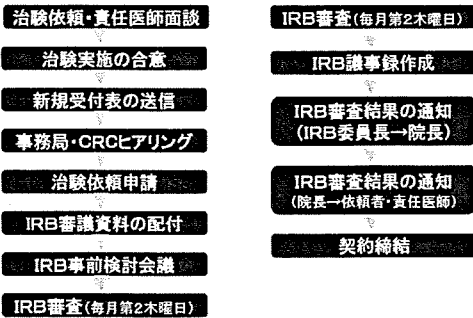 治験依頼・責任医師面談
治験実施の合意
新規受付表の送信
事務局・CRCヒアリング
治験依頼申請
IRB審議資料の配付
IRB事前検討会議
IRB審査(毎月第2木曜日)
IRB審査(毎月第2木曜日)
IRB議事録作成
IRB審査結果の通知
(IRB委員長→院長)
IRB審査結果の通知
(院長→依頼者・責任医師)
契約締結